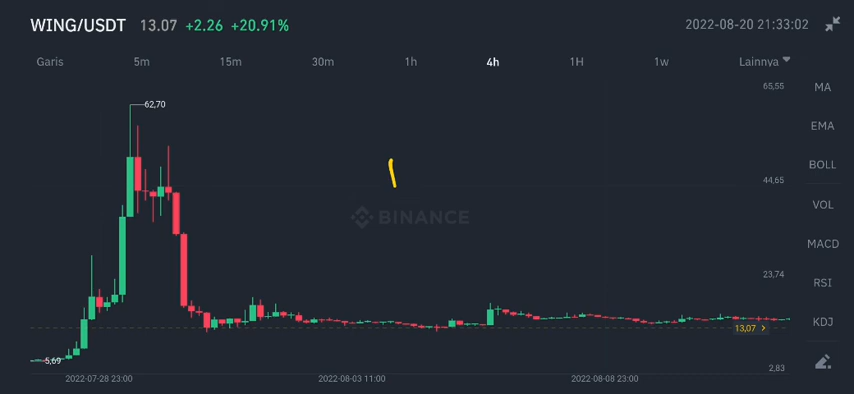 WING/USDT 13.07 +2.26 +20.91% 2022-08-20 21:33:02
Garis 5m 15m 30m 1h 4h 1H 1w Lainnya
65,55
MA
62,70
EMA
BOLL
44,65
VOL
BINANCE
MACD
23,74
RSI
KDJ
13,07
5,69
2,83
2022-07-28 23:00 2022-08-03 11:00 2022-08-08 23:00